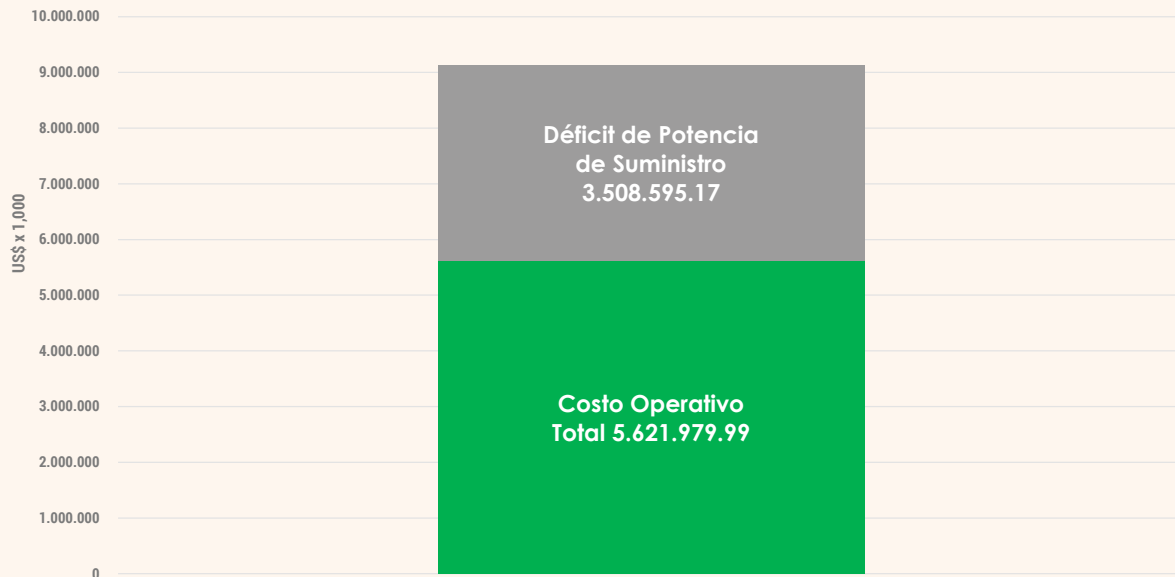 10.000.000
9.000.000
8.000.000
7.000.000
6.000.000
5.000.000
4.000.000
3.000.000
2.000.000
1.000.000
0
US$ x 1,000
Déficit de Potencia
de Suministro
3.508.595.17
Costo Operativo
Total 5.621.979.99